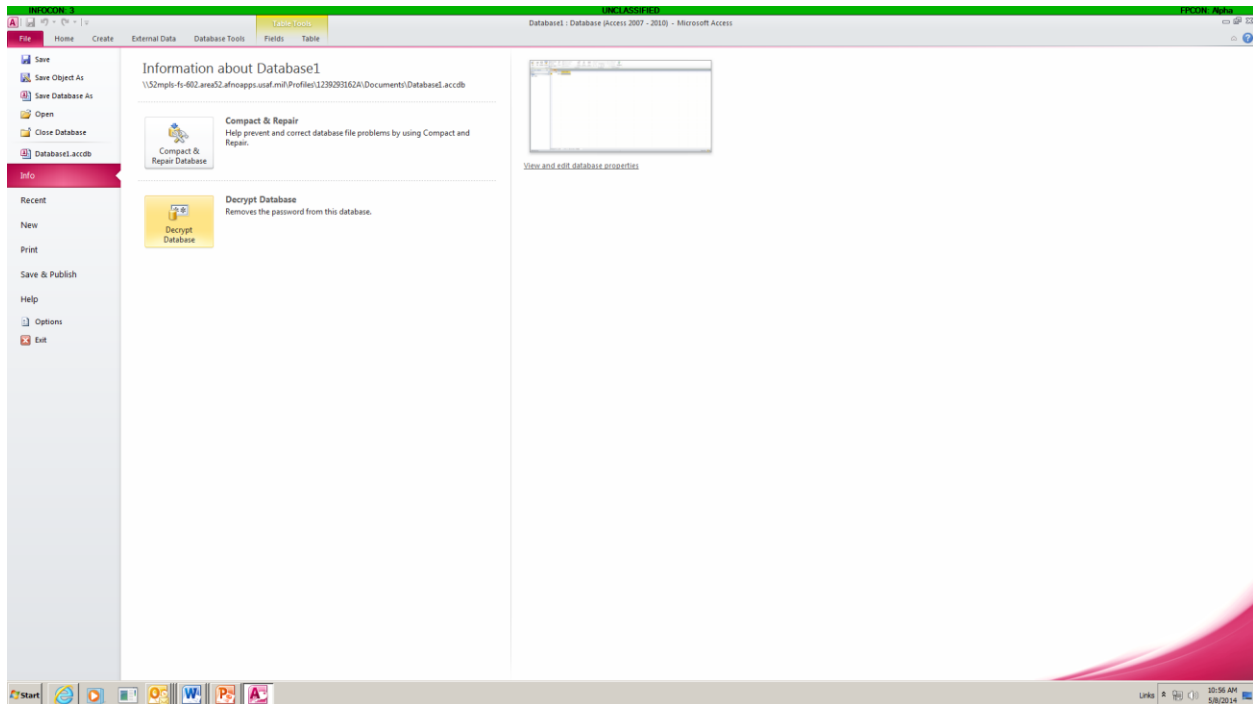 INFOCON: 3 UNCLASSIFIED FPCON: Alpha
Table Tools Database1 : Database (Access 2007 - 2010) - Microsoft Access
File Home Create External Data Database Tools Fields Table
Save
Save Object As
Save Database As
Open
Close Database
Database1.accdb
Info
Recent
New
Print
Save & Publish
Help
Options
Exit
Information about Database1
\\52mpls-fs-602.area52.afnoapps.usaf.mil\Profiles\1239293162A\Documents\Database1.accdb
Compact &
Repair Database
Compact & Repair
Help prevent and correct database file problems by using Compact and
Repair.
Decrypt
Database
Decrypt Database
Removes the password from this database.
View and edit database properties
Start
Links
10:56 AM
5/8/2014